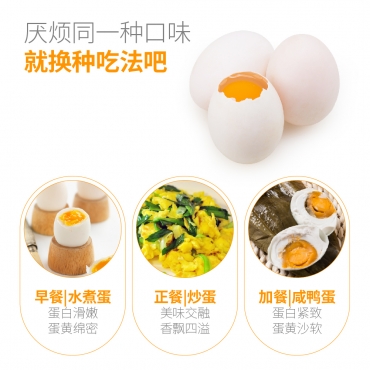 厌烦同一种口味
就换种吃法吧
早餐|水煮蛋
蛋白滑嫩
蛋黄绵密
正餐|炒蛋
美味交融
香飘四溢
加餐|咸鸭蛋
蛋白紧致
蛋黄沙软